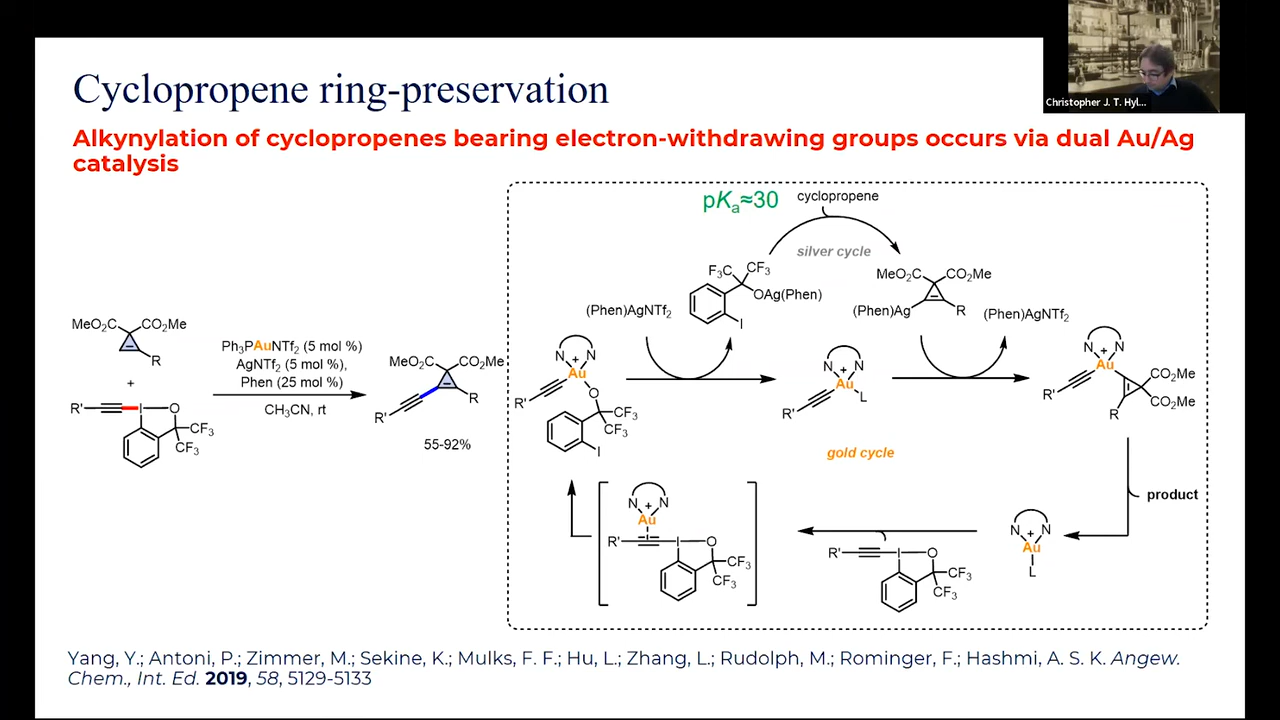 Christopher J. T. Hyl...
Cyclopropene ring-preservation
Alkynylation of cyclopropenes bearing electron-withdrawing groups occurs via dual Au/Ag
catalysis
MeO₂C CO₂Me
R
+
R' I O
CF₃
CF₃
Ph₃PAuNTf₂ (5 mol %)
AgNTf₂ (5 mol %),
Phen (25 mol %)
CH₃CN, rt
MeO₂C CO₂Me
R
R'
55-92%
pKₐ≈30
cyclopropene
silver cycle
(Phen)AgNTf₂
F₃C CF₃
OAg(Phen)
I
MeO₂C CO₂Me
(Phen)Ag R
(Phen)AgNTf₂
N N
+
Au
R' O
CF₃
CF₃
I
N N
+
Au
R' L
gold cycle
N N
+
Au
R'
CO₂Me
CO₂Me
R
product
N N
+
Au
L
R' I O
CF₃
CF₃
N N
+
Au
R' I O
CF₃
CF₃
Yang, Y.; Antoni, P.; Zimmer, M.; Sekine, K.; Mulks, F. F.; Hu, L.; Zhang, L.; Rudolph, M.; Rominger, F.; Hashmi, A. S. K. Angew.
Chem., Int. Ed. 2019, 58, 5129-5133